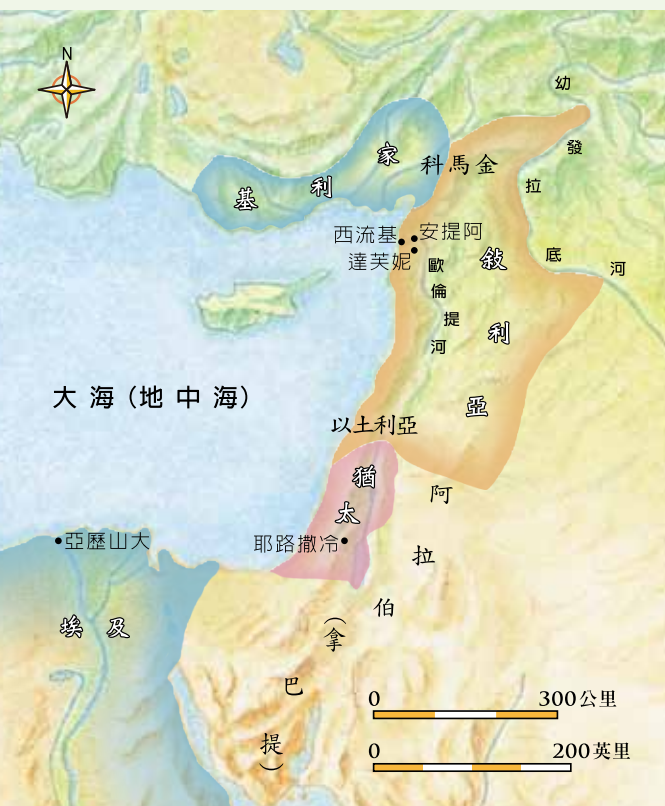 N
幼發拉底河
科馬金
基利家
西流基
安提阿
達芙妮
歐倫提河
敍利亞
大海（地中海）
以土利亞
猶太
耶路撒冷
亞歷山大
埃及
阿拉伯
（拿巴提）
0 300公里
0 200英里